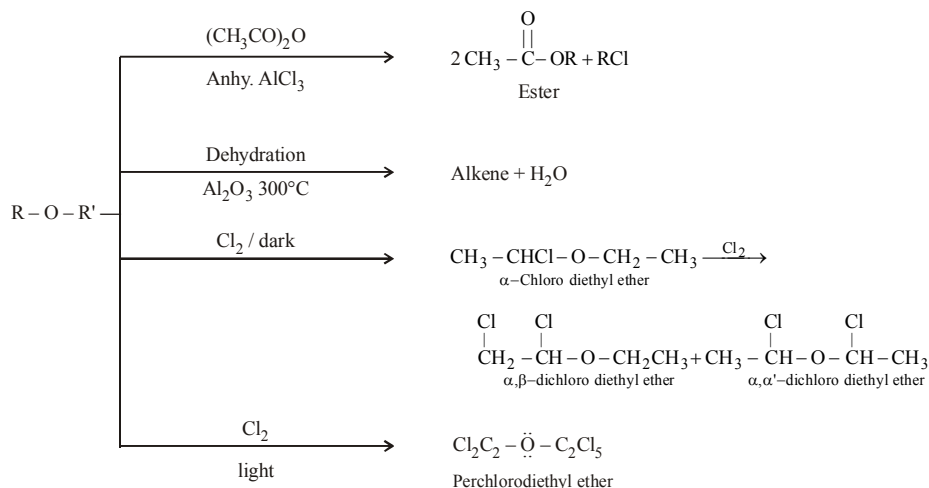 (CH₃CO)₂O
Anhy. AlCl₃
O
||
2 CH₃ – C – OR + RCl
Ester
Dehydration
Al₂O₃ 300°C
Alkene + H₂O
R – O – R'
Cl₂ / dark
CH₃ – CHCl – O – CH₂ – CH₃ Cl₂ ⟶
α–Chloro diethyl ether
Cl Cl Cl Cl
| | | |
CH₂ – CH – O – CH₂CH₃ + CH₃ – CH – O – CH – CH₃
α,β–dichloro diethyl ether α,α'–dichloro diethyl ether
Cl₂
light
Cl₂C₂ – Ö̤ – C₂Cl₅
Perchlorodiethyl ether